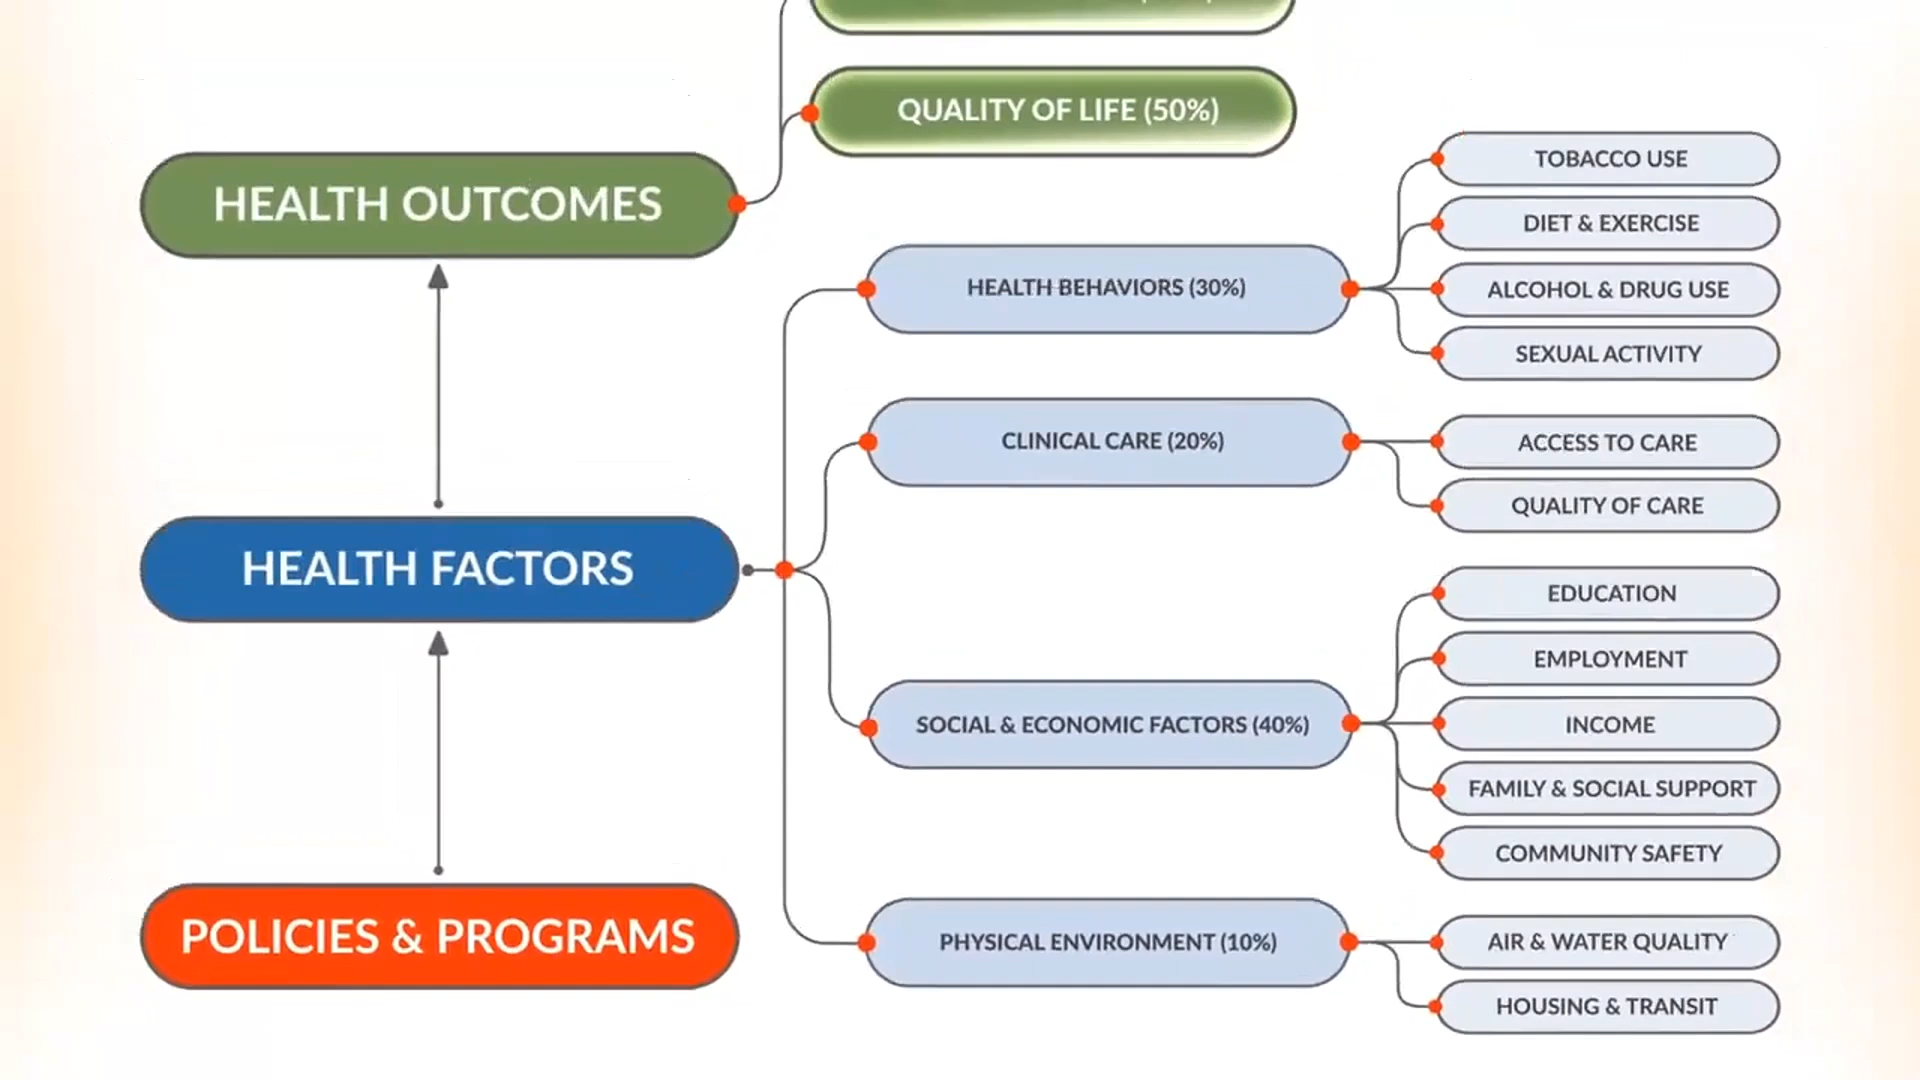 QUALITY OF LIFE (50%)
HEALTH OUTCOMES
HEALTH FACTORS
POLICIES & PROGRAMS
HEALTH BEHAVIORS (30%)
TOBACCO USE
DIET & EXERCISE
ALCOHOL & DRUG USE
SEXUAL ACTIVITY
CLINICAL CARE (20%)
ACCESS TO CARE
QUALITY OF CARE
SOCIAL & ECONOMIC FACTORS (40%)
EDUCATION
EMPLOYMENT
INCOME
FAMILY & SOCIAL SUPPORT
COMMUNITY SAFETY
PHYSICAL ENVIRONMENT (10%)
AIR & WATER QUALITY
HOUSING & TRANSIT